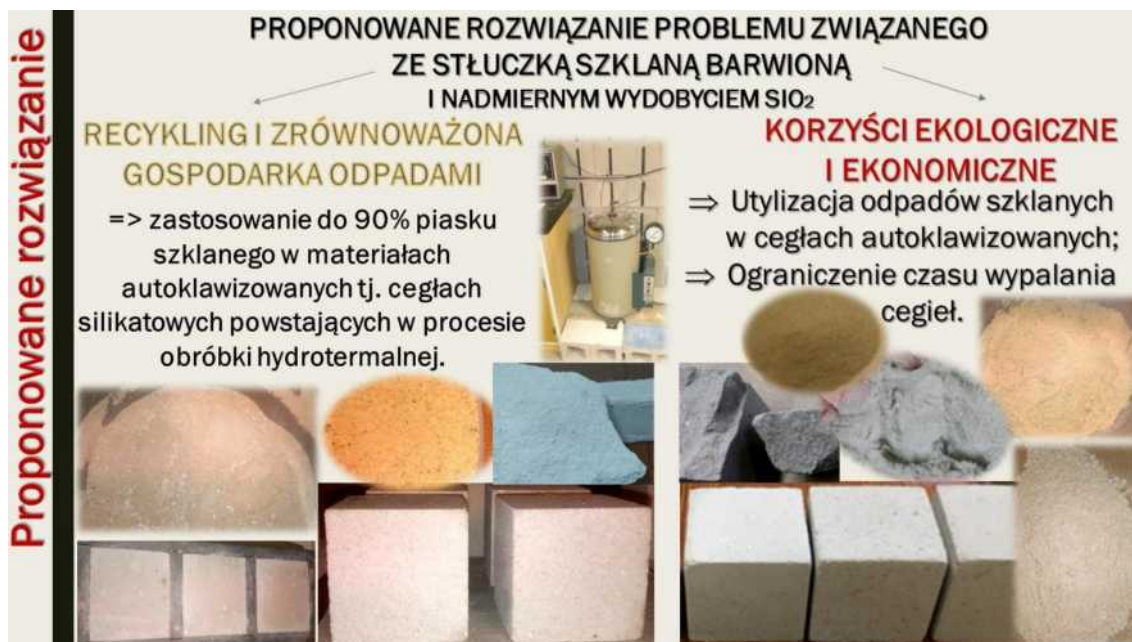 Proponowane rozwiązanie
PROPONOWANE ROZWIĄZANIE PROBLEMU ZWIĄZANEGO
ZE STŁUCZKĄ SZKLANĄ BARWIONĄ
I NADMIERNYM WYDOBYCIEM SIO₂
RECYKLING I ZRÓWNOWAŻONA
GOSPODARKA ODPADAMI
=> zastosowanie do 90% piasku
szklanego w materiałach
autoklawizowanych tj. cegłach
silikatowych powstających w procesie
obróbki hydrotermalnej.
KORZYŚCI EKOLOGICZNE
I EKONOMICZNE
⇒ Utylizacja odpadów szklanych
w cegłach autoklawizowanych;
⇒ Ograniczenie czasu wypalania
cegieł.